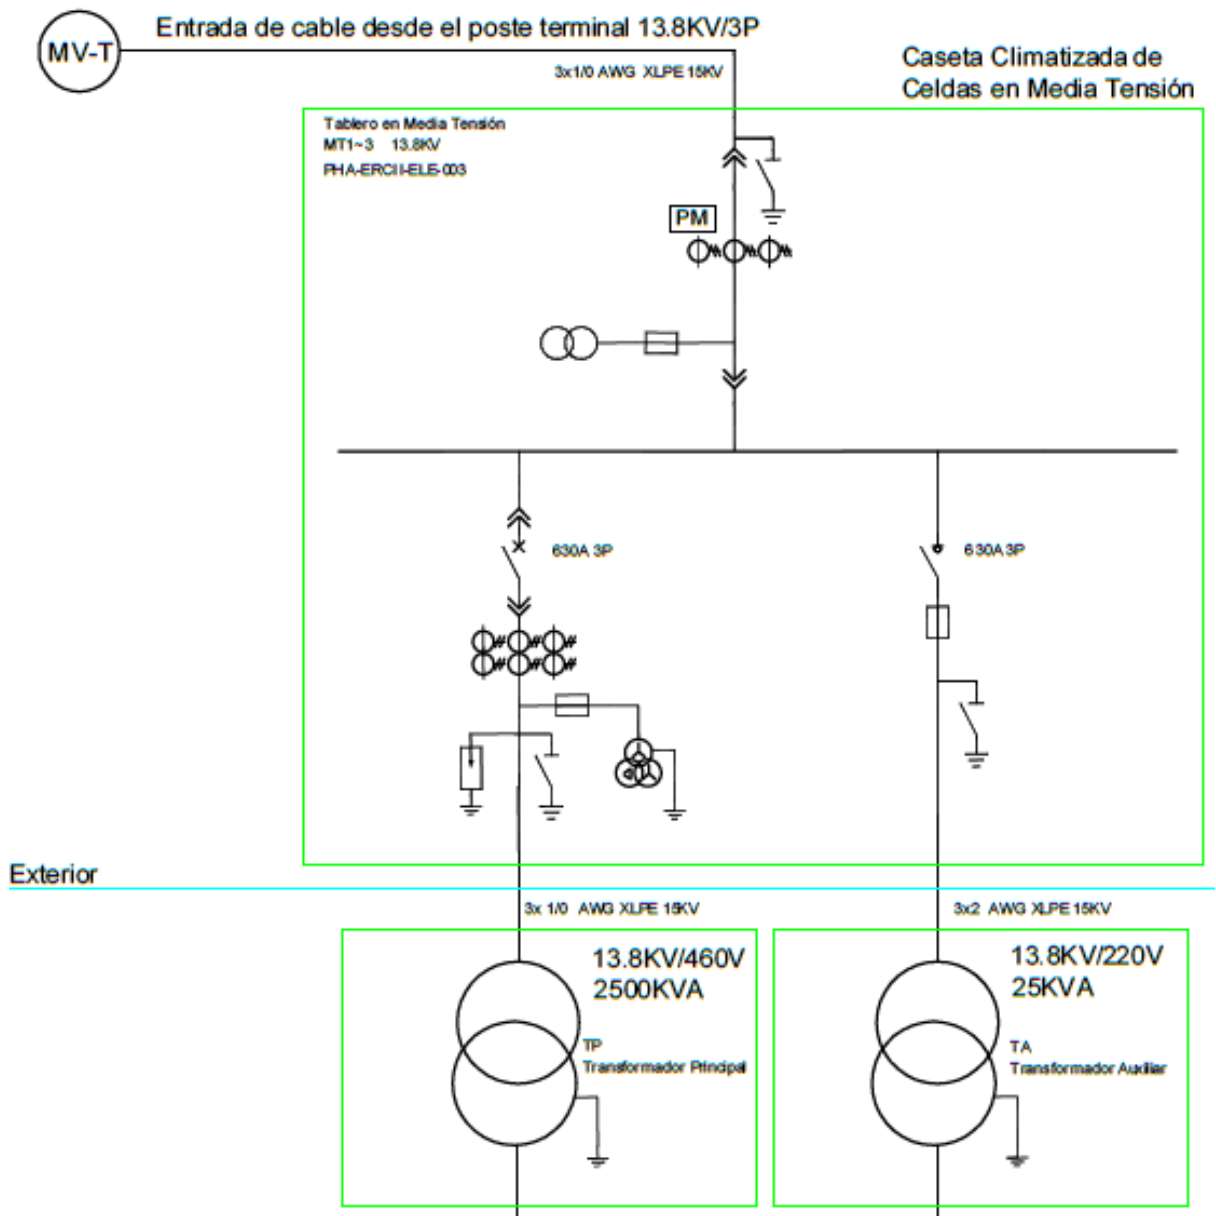 MV-T
Entrada de cable desde el poste terminal 13.8KV/3P
3x1/0 AWG XLPE 15KV
Caseta Climatizada de
Celdas en Media Tensión
Tablero en Media Tensión
MT1~3 13.8KV
PHA-ERCII-ELE-003
PM
630A 3P
630A 3P
Exterior
3x 1/0 AWG XLPE 15KV
3x2 AWG XLPE 15KV
13.8KV/460V
2500KVA
TP
Transformador Principal
13.8KV/220V
25KVA
TA
Transformador Auxiliar